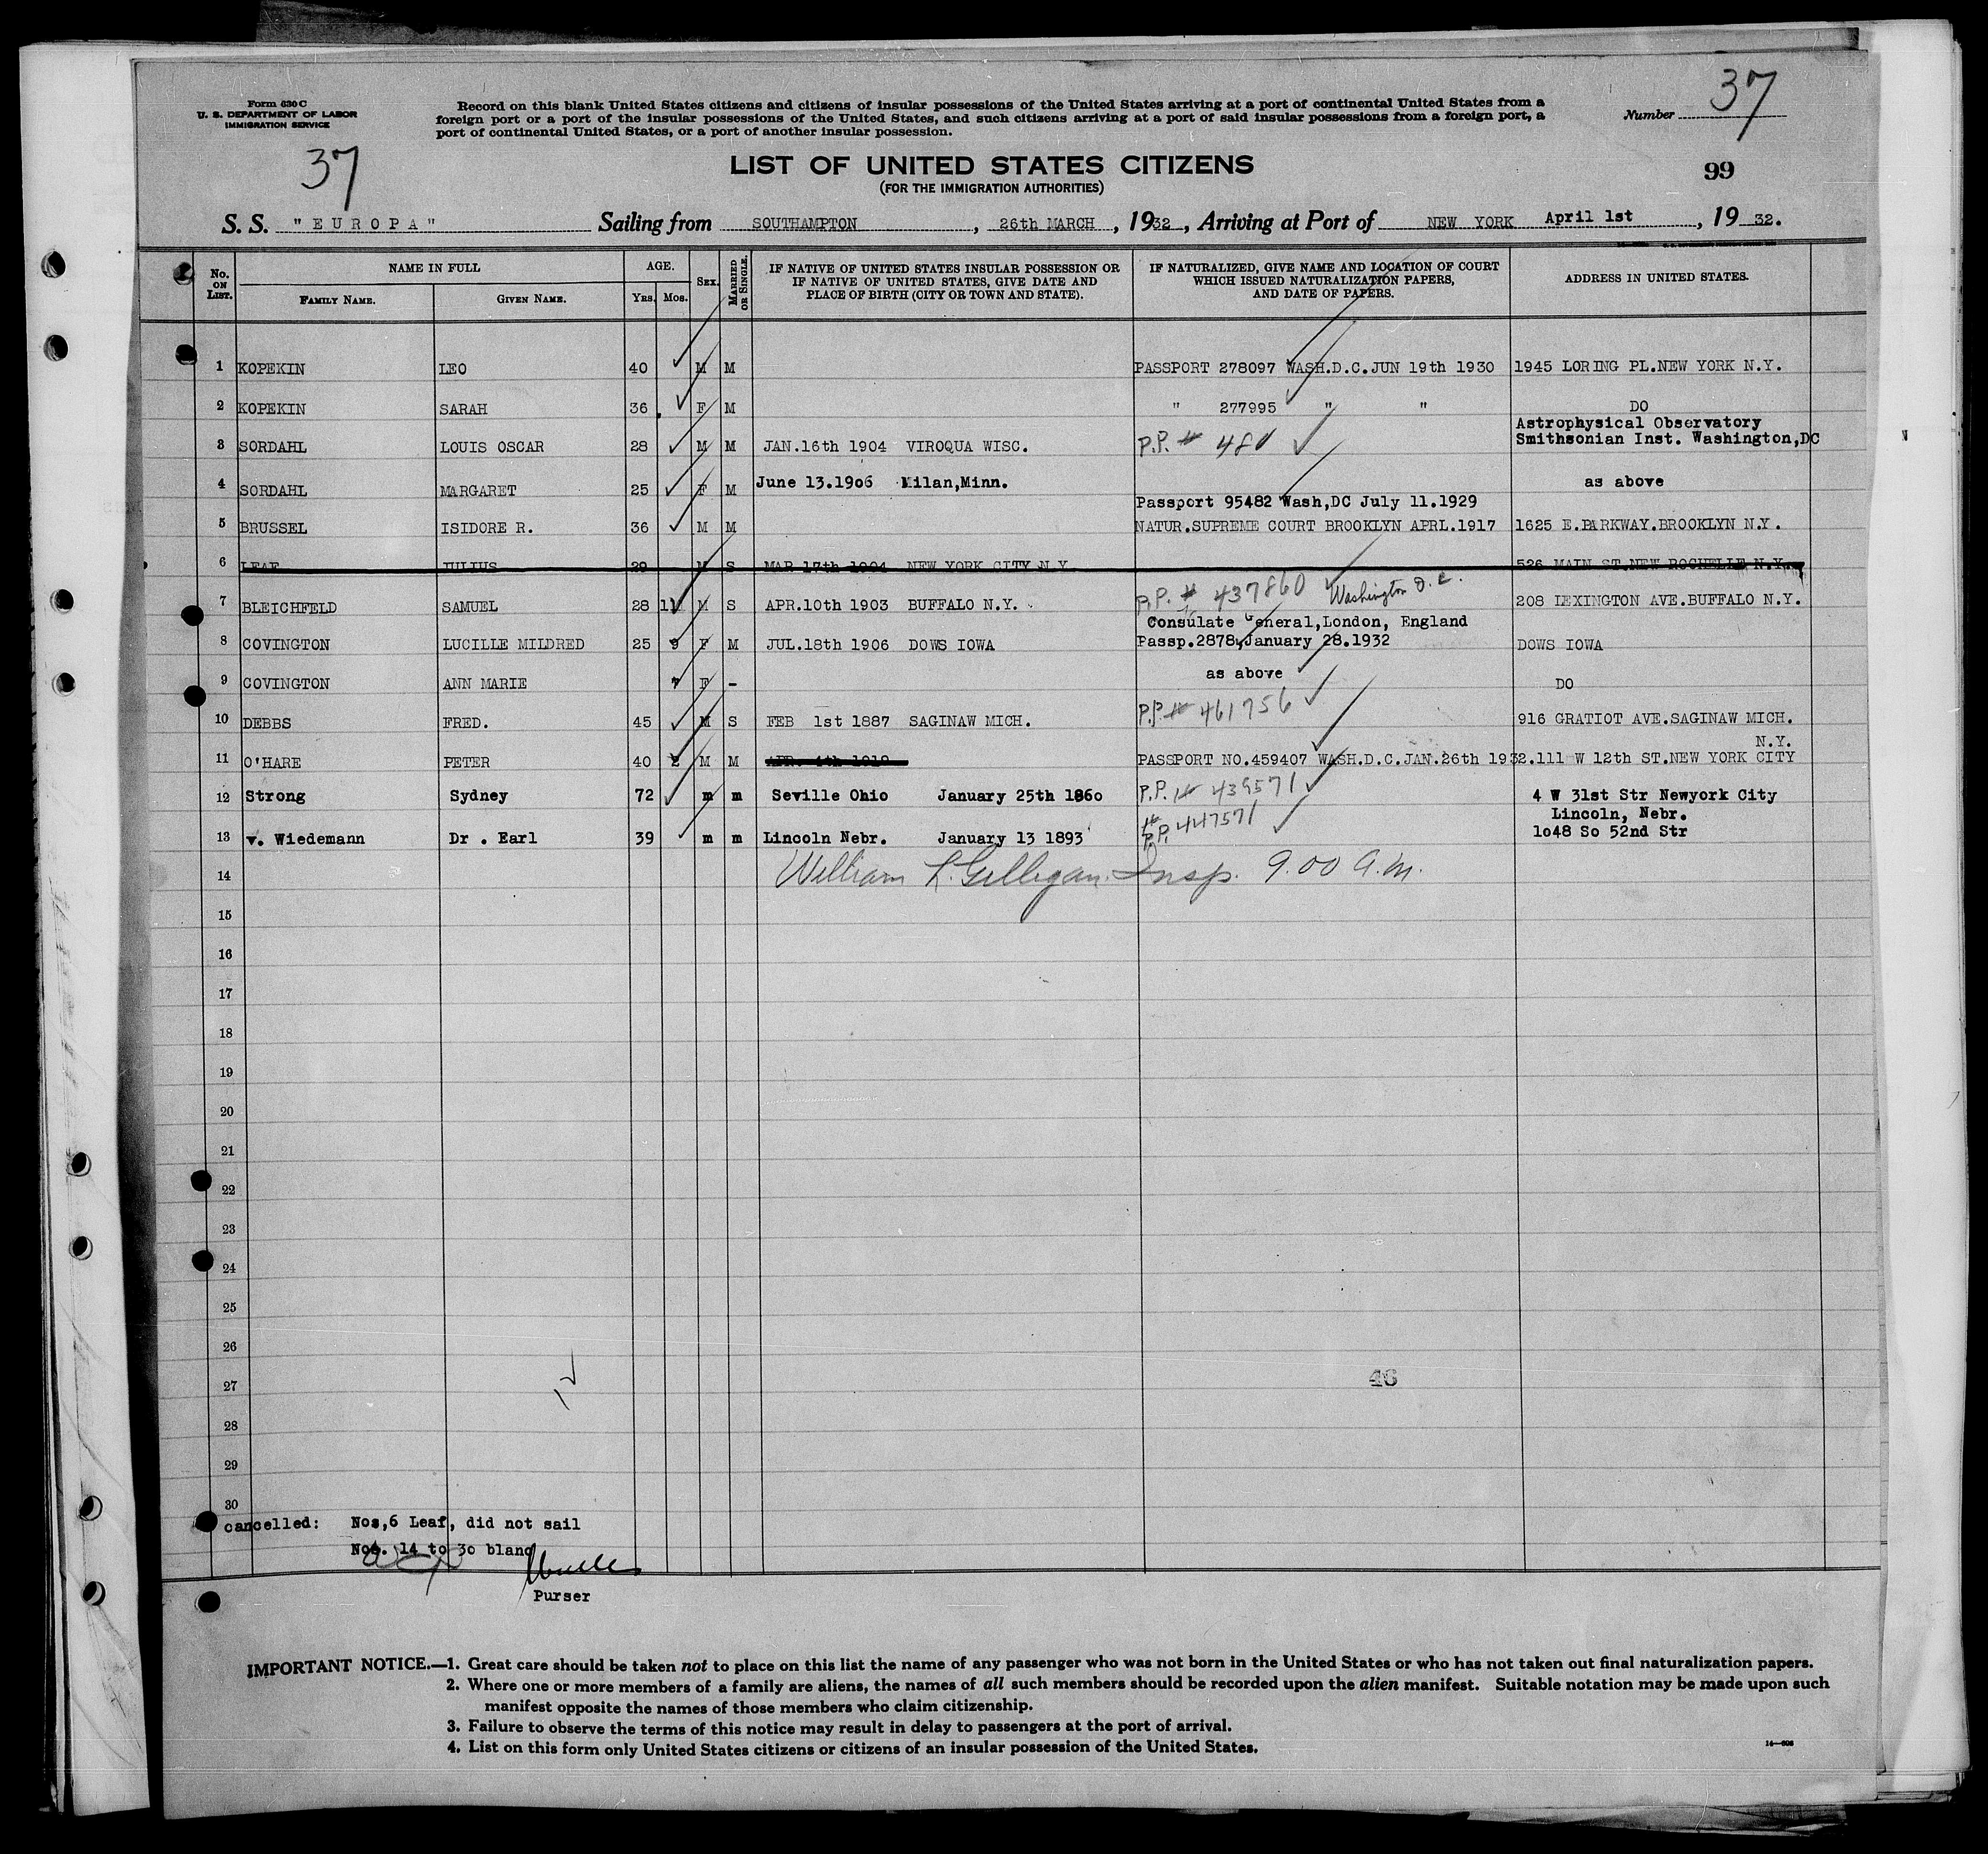 Form 630 C
U. S. DEPARTMENT OF LABOR
IMMIGRATION SERVICE
Record on this blank United States citizens and citizens of insular possessions of the United States arriving at a port of continental United States from a
foreign port or a port of the insular possessions of the United States, and such citizens arriving at a port of said insular possessions from a foreign port, a
port of continental United States, or a port of another insular possession.
Number 37
37
LIST OF UNITED STATES CITIZENS
(FOR THE IMMIGRATION AUTHORITIES)
99
S. S. "EUROPA" Sailing from SOUTHAMPTON, 26th MARCH, 1932, Arriving at Port of NEW YORK April 1st, 1932.
No. ON LIST. NAME IN FULL FAMILY NAME. GIVEN NAME. AGE. YRS. MOS. SEX. MARRIED OR SINGLE. IF NATIVE OF UNITED STATES INSULAR POSSESSION OR IF NATIVE OF UNITED STATES, GIVE DATE AND PLACE OF BIRTH (CITY OR TOWN AND STATE). IF NATURALIZED, GIVE NAME AND LOCATION OF COURT WHICH ISSUED NATURALIZATION PAPERS, AND DATE OF PAPERS. ADDRESS IN UNITED STATES.
1 KOPEKIN LEO 40 M M PASSPORT 278097 WASH.D.C.JUN 19th 1930 1945 LORING PL.NEW YORK N.Y.
2 KOPEKIN SARAH 36 F M " 277995 " " DO
Astrophysical Observatory
3 SORDAHL LOUIS OSCAR 28 M M JAN.16th 1904 VIROQUA WISC. P.P. # 481 Smithsonian Inst. Washington,DC
4 SORDAHL MARGARET 25 F M June 13.1906 Milan,Minn. as above
Passport 95482 Wash,DC July 11.1929
5 BRUSSEL ISIDORE R. 36 M M NATUR.SUPREME COURT BROOKLYN APRL.1917 1625 E.PARKWAY.BROOKLYN N.Y.
6 LEAF JULIUS 29 M S MAR 17th 1904 NEW YORK CITY N.Y 526 MAIN ST.NEW ROCHELLE N.Y.
7 BLEICHFELD SAMUEL 28 11 M S APR.10th 1903 BUFFALO N.Y. P.P. # 437860 Washington D.C. 208 LEXINGTON AVE.BUFFALO N.Y.
Consulate General,London, England
8 COVINGTON LUCILLE MILDRED 25 9 F M JUL.18th 1906 DOWS IOWA Passp.2878,January 28.1932 DOWS IOWA
9 COVINGTON ANN MARIE 7 F - as above DO
10 DEBBS FRED. 45 M S FEB 1st 1887 SAGINAW MICH. P.P. # 461756 916 GRATIOT AVE.SAGINAW MICH.
N.Y.
11 O'HARE PETER 40 2 M M PASSPORT NO.459407 WASH.D.C.JAN.26th 1932.111 W 12th ST.NEW YORK CITY
12 Strong Sydney 72 m m Seville Ohio January 25th 1860 P.P. # 439571 4 W 31st Str Newyork City
Lincoln, Nebr.
13 v. Wiedemann Dr . Earl 39 m m Lincoln Nebr. January 13 1893 # P.P. 447571 1o48 So 52nd Str
14 William L. Gilligan. Insp. 9.00 a.m.
15
16
17
18
19
20
21
22
23
24
25
26
27 46
28
29
30
cancelled: Nos,6 Leaf, did not sail
Nos. 14 to 3o blanc
Purser
IMPORTANT NOTICE.—1. Great care should be taken not to place on this list the name of any passenger who was not born in the United States or who has not taken out final naturalization papers.
2. Where one or more members of a family are aliens, the names of all such members should be recorded upon the alien manifest. Suitable notation may be made upon such
manifest opposite the names of those members who claim citizenship.
3. Failure to observe the terms of this notice may result in delay to passengers at the port of arrival.
4. List on this form only United States citizens or citizens of an insular possession of the United States.